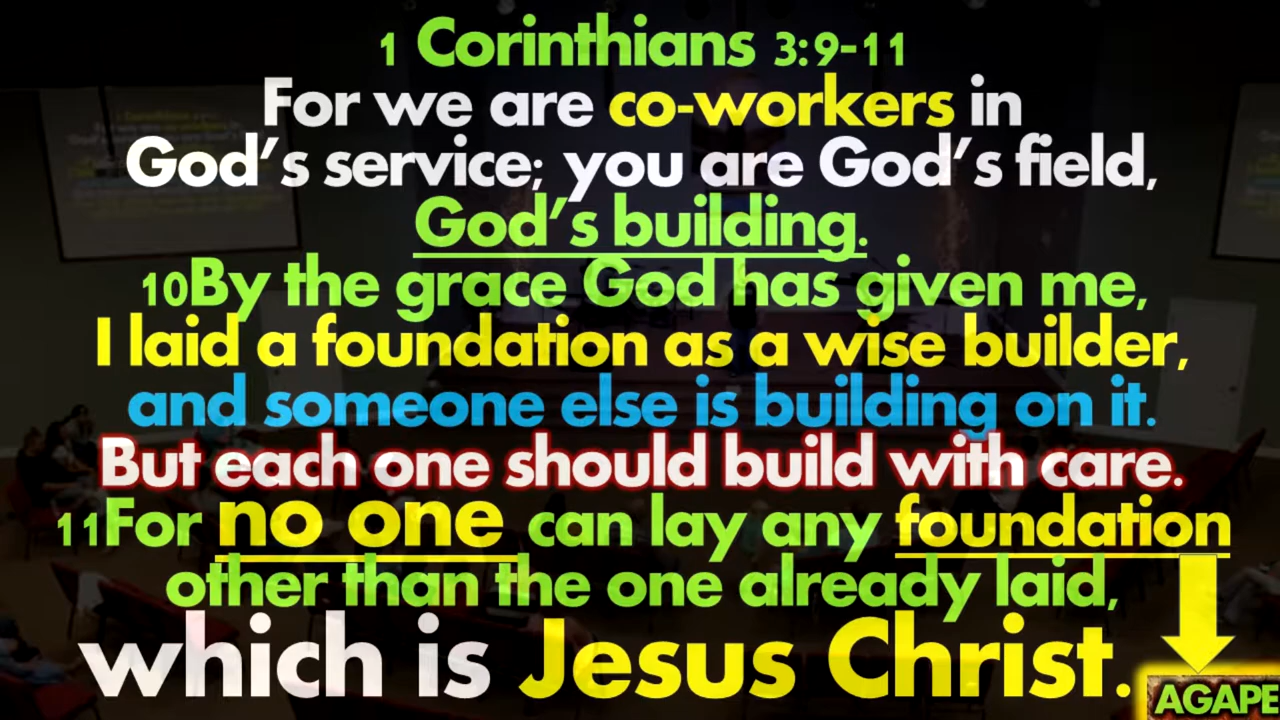 1 Corinthians 3:9-11
For we are co-workers in
God's service; you are God's field,
God's building.
10By the grace God has given me,
I laid a foundation as a wise builder,
and someone else is building on it.
But each one should build with care.
11For no one can lay any foundation
other than the one already laid,
which is Jesus Christ.
AGAPE